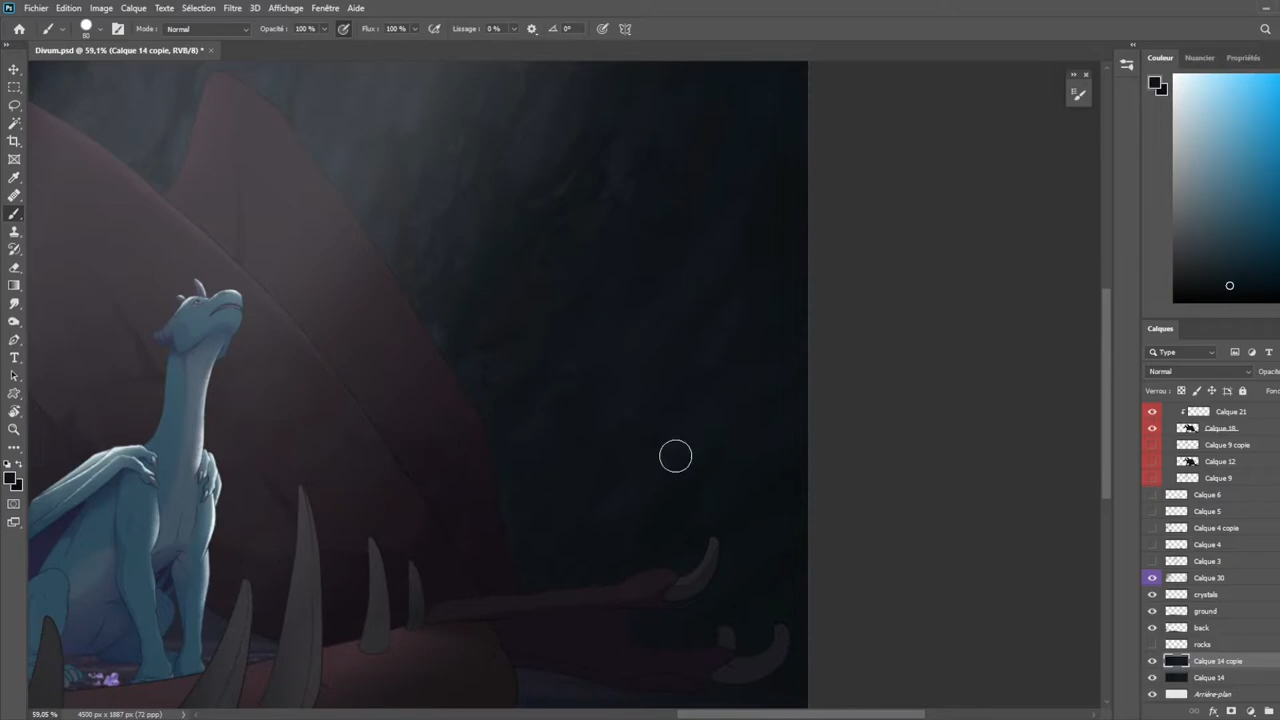 Ps Fichier Edition Image Calque Texte Sélection Filtre 3D Affichage Fenêtre Aide
80 Mode : Normal Opacité : 100 % Flux : 100 % Lissage : 0 % 0°
Divum.psd @ 59,1% (Calque 14 copie, RVB/8) * ×
Couleur Nuancier Propriétés
Calques
Type
Normal Opacité
Verrou :
Calque 21
Calque 18
Calque 9 copie
Calque 12
Calque 9
Calque 6
Calque 5
Calque 4 copie
Calque 4
Calque 3
Calque 30
crystals
ground
back
rocks
Calque 14 copie
Calque 14
Arrière-plan
59,05 % 4500 px x 1887 px (72 ppp)